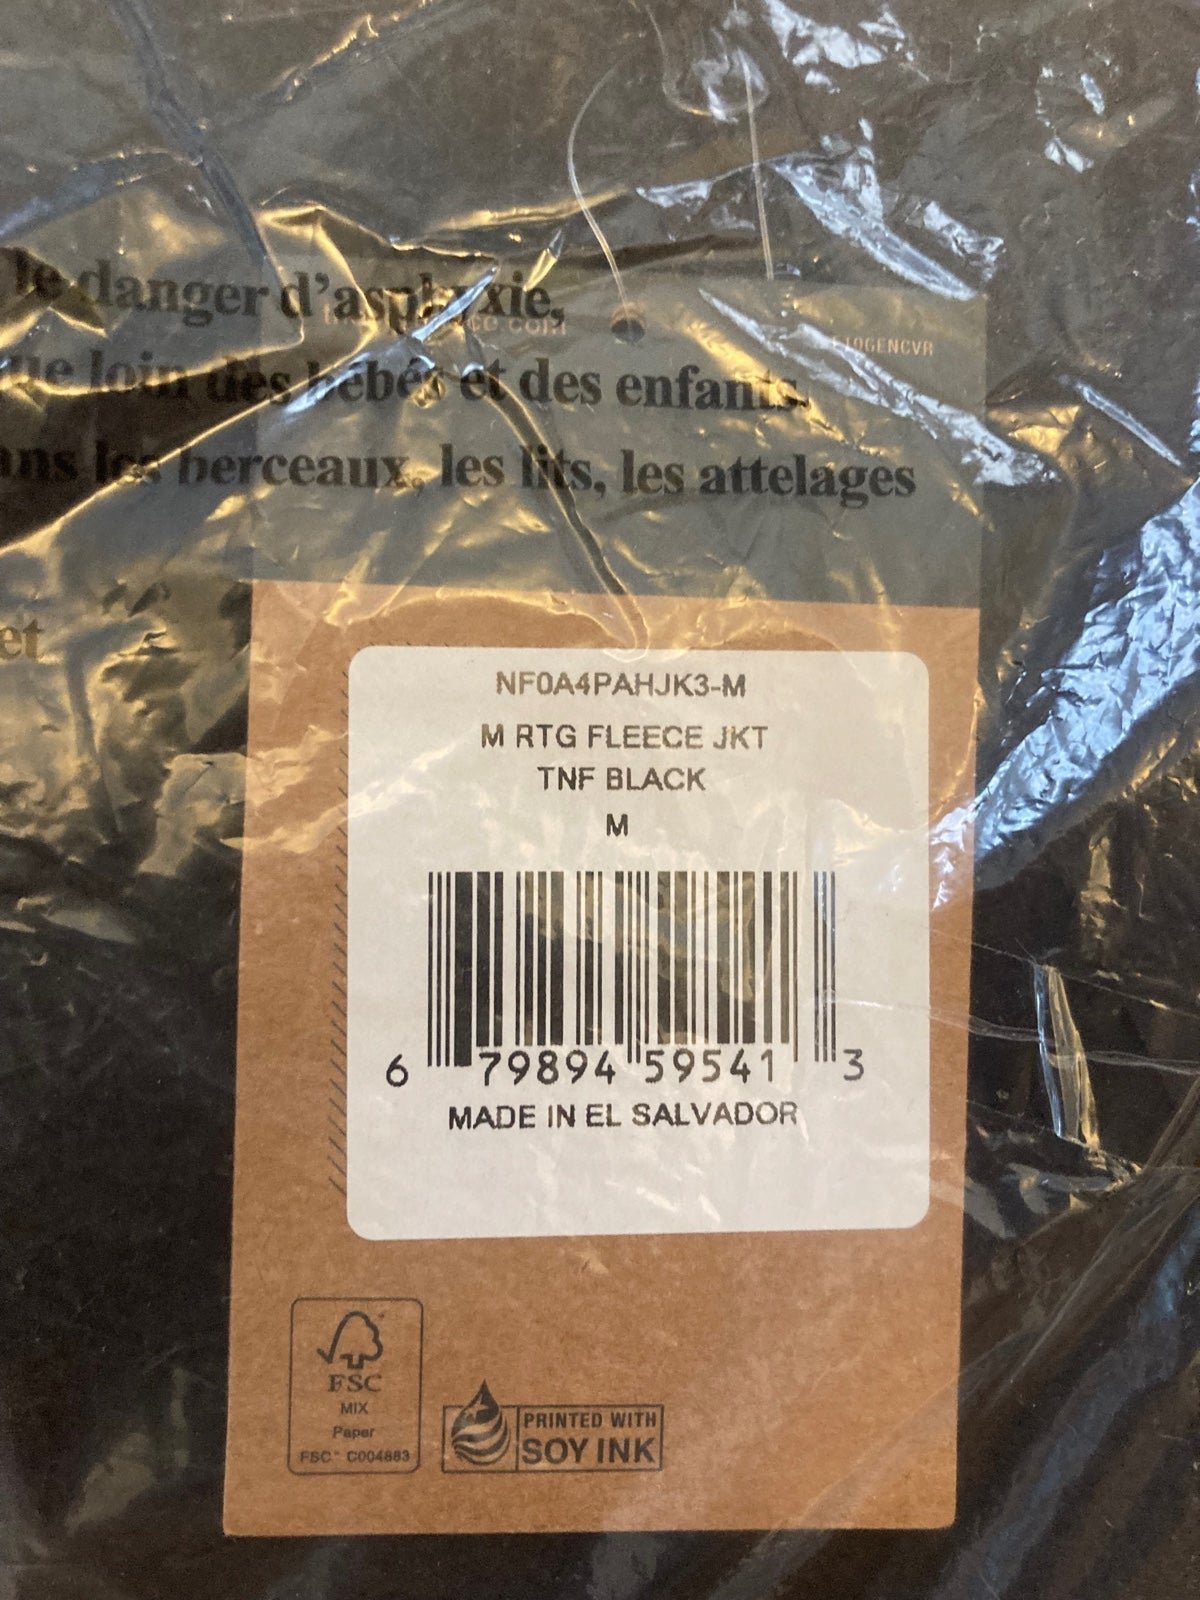 le danger d'asphyxie,
loin des bébés et des enfants.
les berceaux, les lits, les attelages
et
NF0A4PAHJK3-M
M RTG FLEECE JKT
TNF BLACK
M
6 79894 59541 3
MADE IN EL SALVADOR
FSC
MIX
Paper
FSC™ C004883
PRINTED WITH
SOY INK